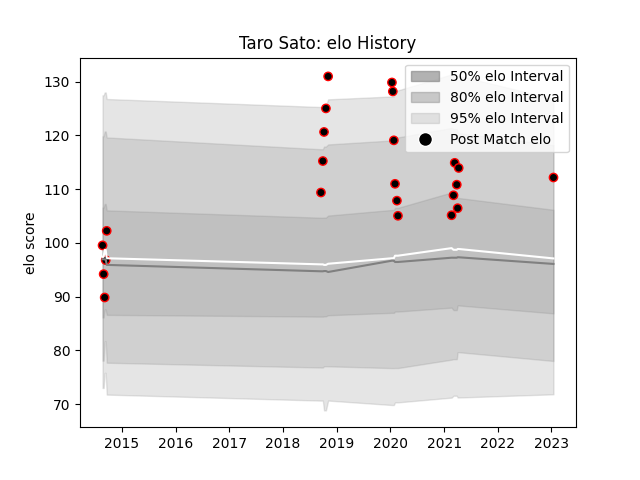 Taro Sato: elo History
50% elo Interval
80% elo Interval
95% elo Interval
Post Match elo
elo score
130
120
110
100
90
80
70
2015 2016 2017 2018 2019 2020 2021 2022 2023